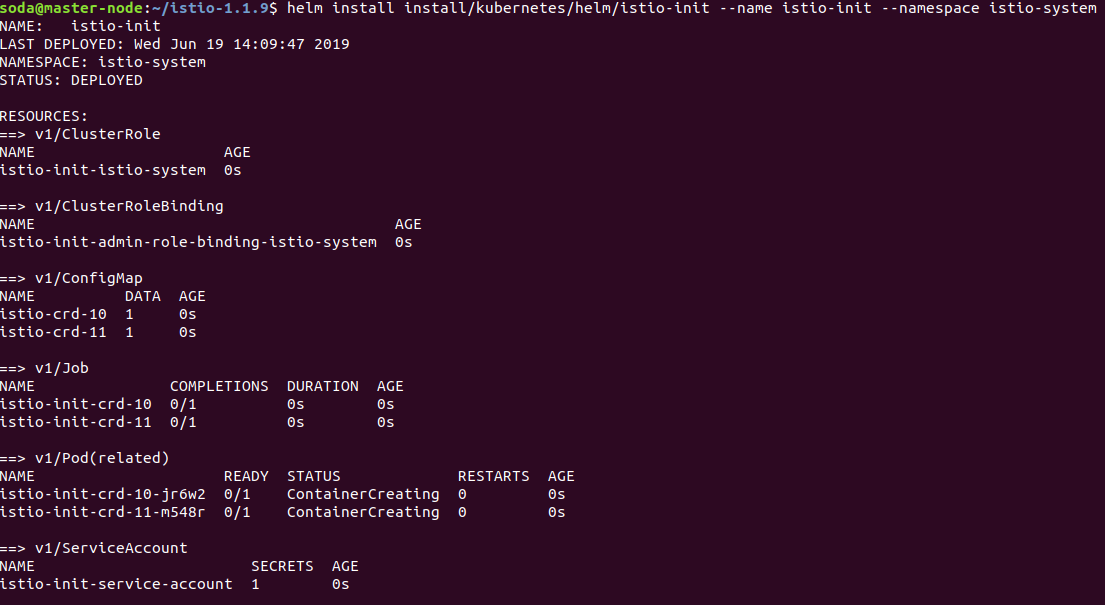 soda@master-node:~/istio-1.1.9$ helm install install/kubernetes/helm/istio-init --name istio-init --namespace istio-system
NAME:   istio-init
LAST DEPLOYED: Wed Jun 19 14:09:47 2019
NAMESPACE: istio-system
STATUS: DEPLOYED

RESOURCES:
==> v1/ClusterRole
NAME                     AGE
istio-init-istio-system  0s

==> v1/ClusterRoleBinding
NAME                                        AGE
istio-init-admin-role-binding-istio-system  0s

==> v1/ConfigMap
NAME          DATA  AGE
istio-crd-10  1     0s
istio-crd-11  1     0s

==> v1/Job
NAME               COMPLETIONS  DURATION  AGE
istio-init-crd-10  0/1          0s        0s
istio-init-crd-11  0/1          0s        0s

==> v1/Pod(related)
NAME                     READY  STATUS             RESTARTS  AGE
istio-init-crd-10-jr6w2  0/1    ContainerCreating  0         0s
istio-init-crd-11-m548r  0/1    ContainerCreating  0         0s

==> v1/ServiceAccount
NAME                        SECRETS  AGE
istio-init-service-account  1        0s